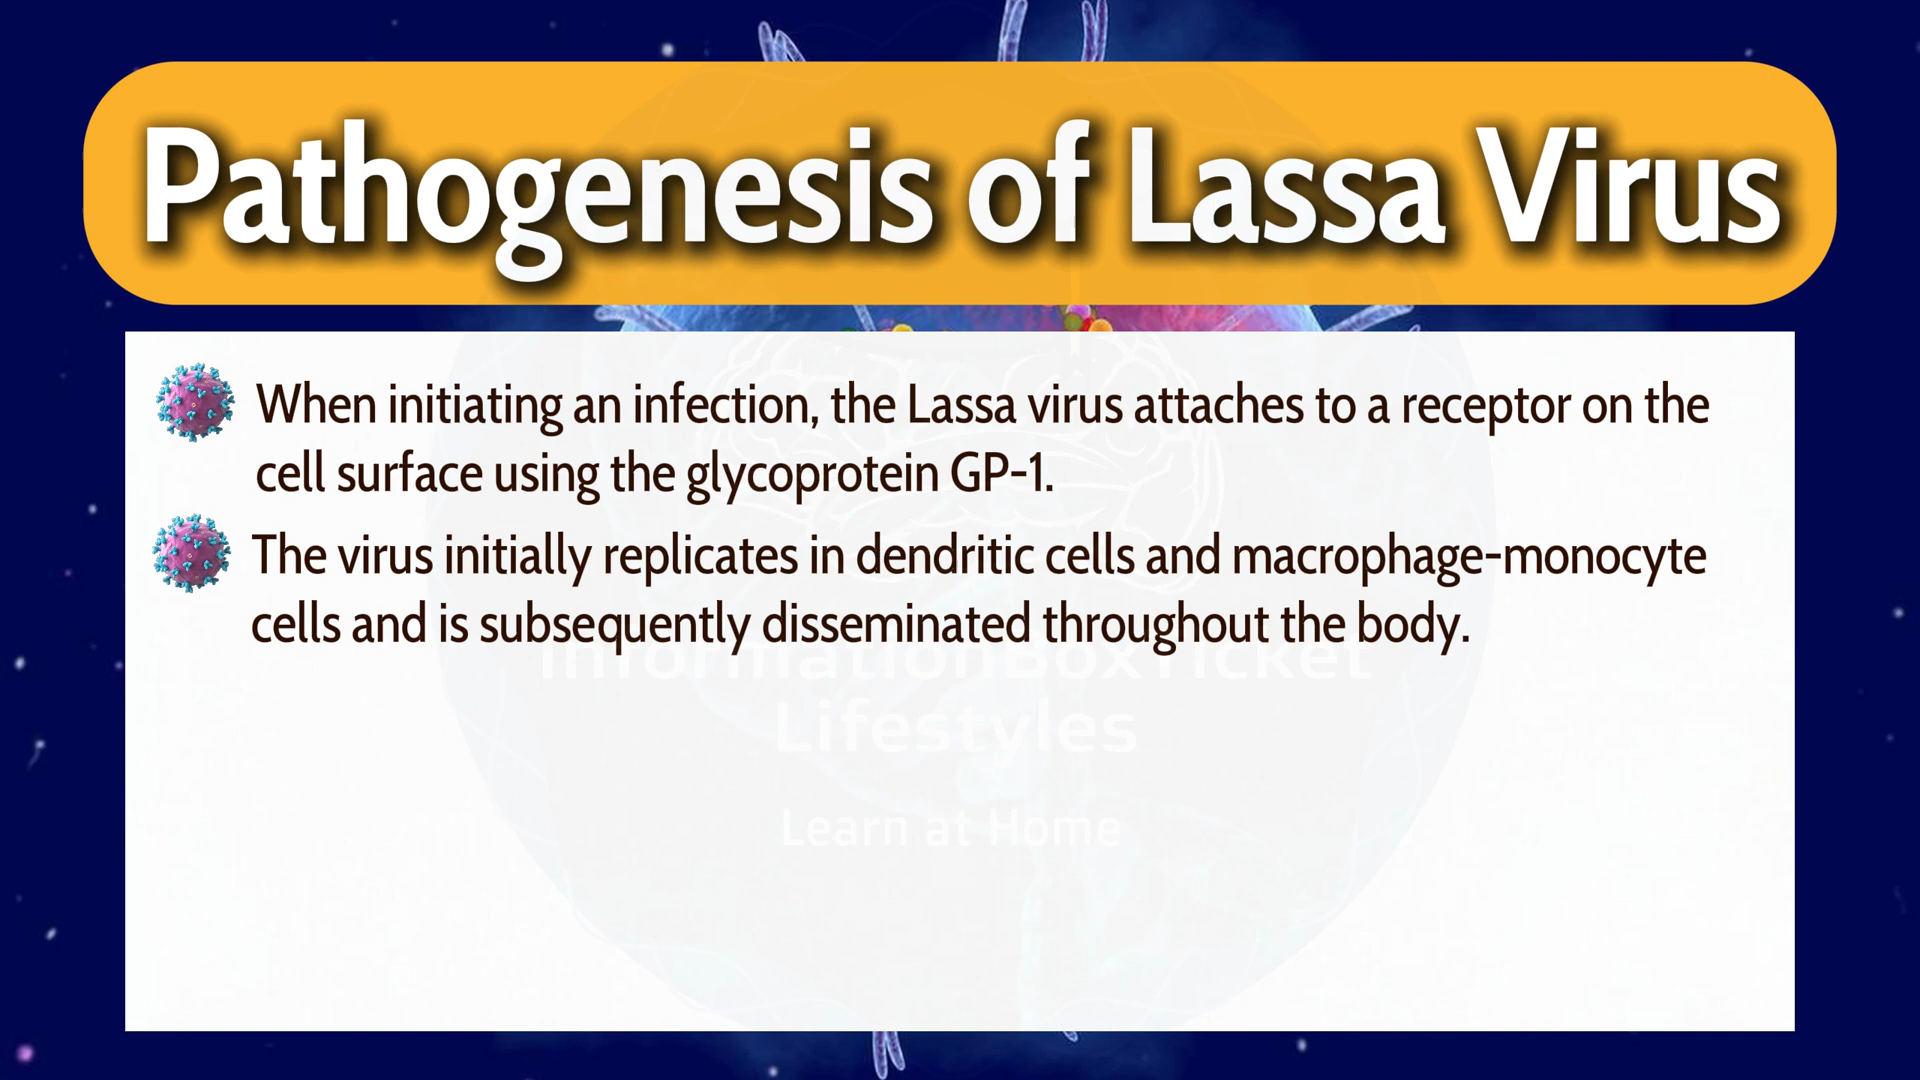 Pathogenesis of Lassa Virus
When initiating an infection, the Lassa virus attaches to a receptor on the
cell surface using the glycoprotein GP-1.
The virus initially replicates in dendritic cells and macrophage-monocyte
cells and is subsequently disseminated throughout the body.
InformationBoxTicket
Lifestyles
Learn at Home